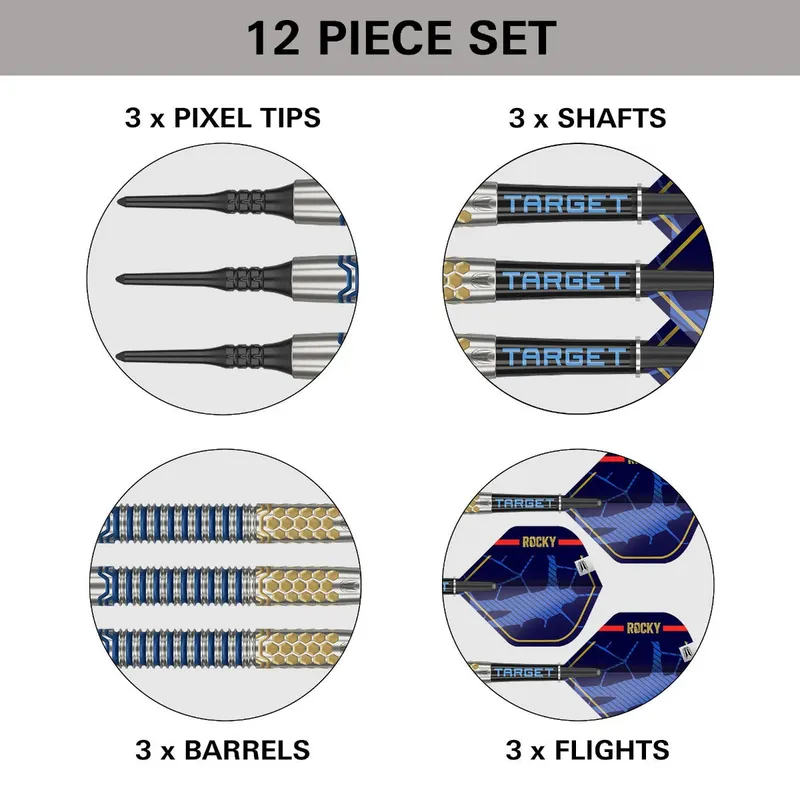 12 PIECE SET
3 x PIXEL TIPS
3 x SHAFTS
TARGET
TARGET
TARGET
TARGET
ROCKY
ROCKY
TARGET
3 x BARRELS
3 x FLIGHTS